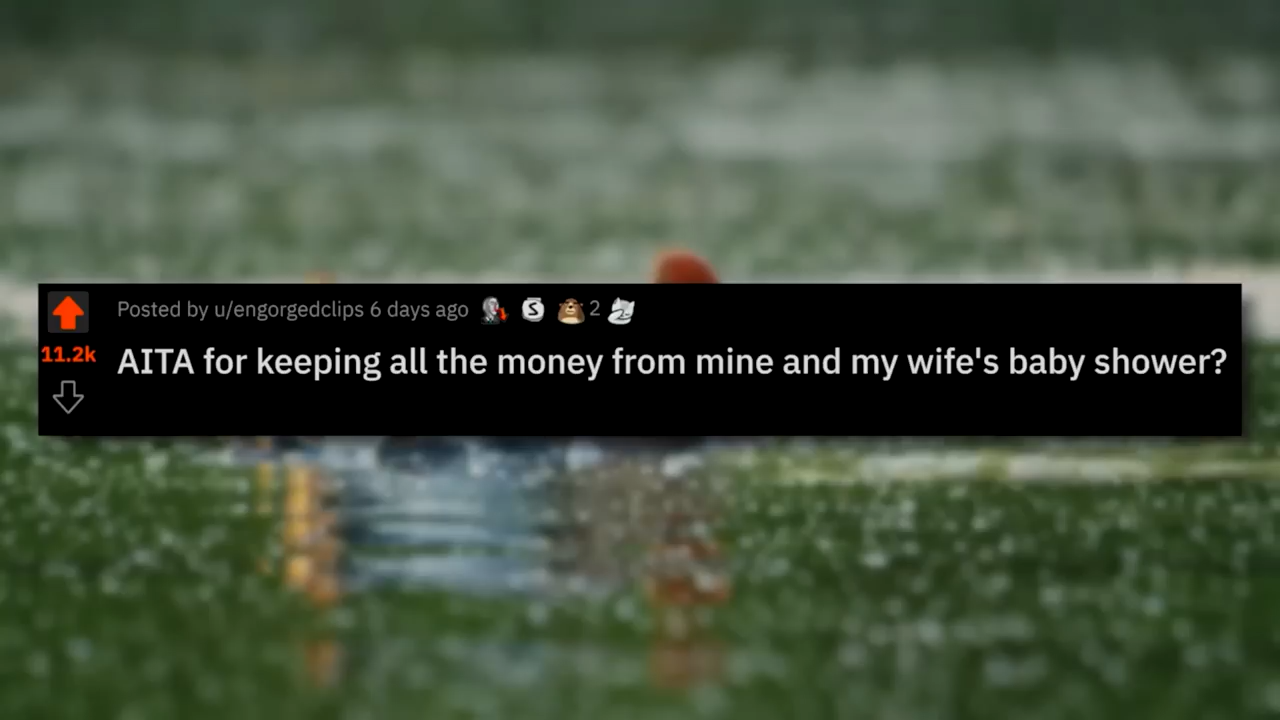 Posted by u/engorgedclips 6 days ago 2
11.2k
AITA for keeping all the money from mine and my wife's baby shower?